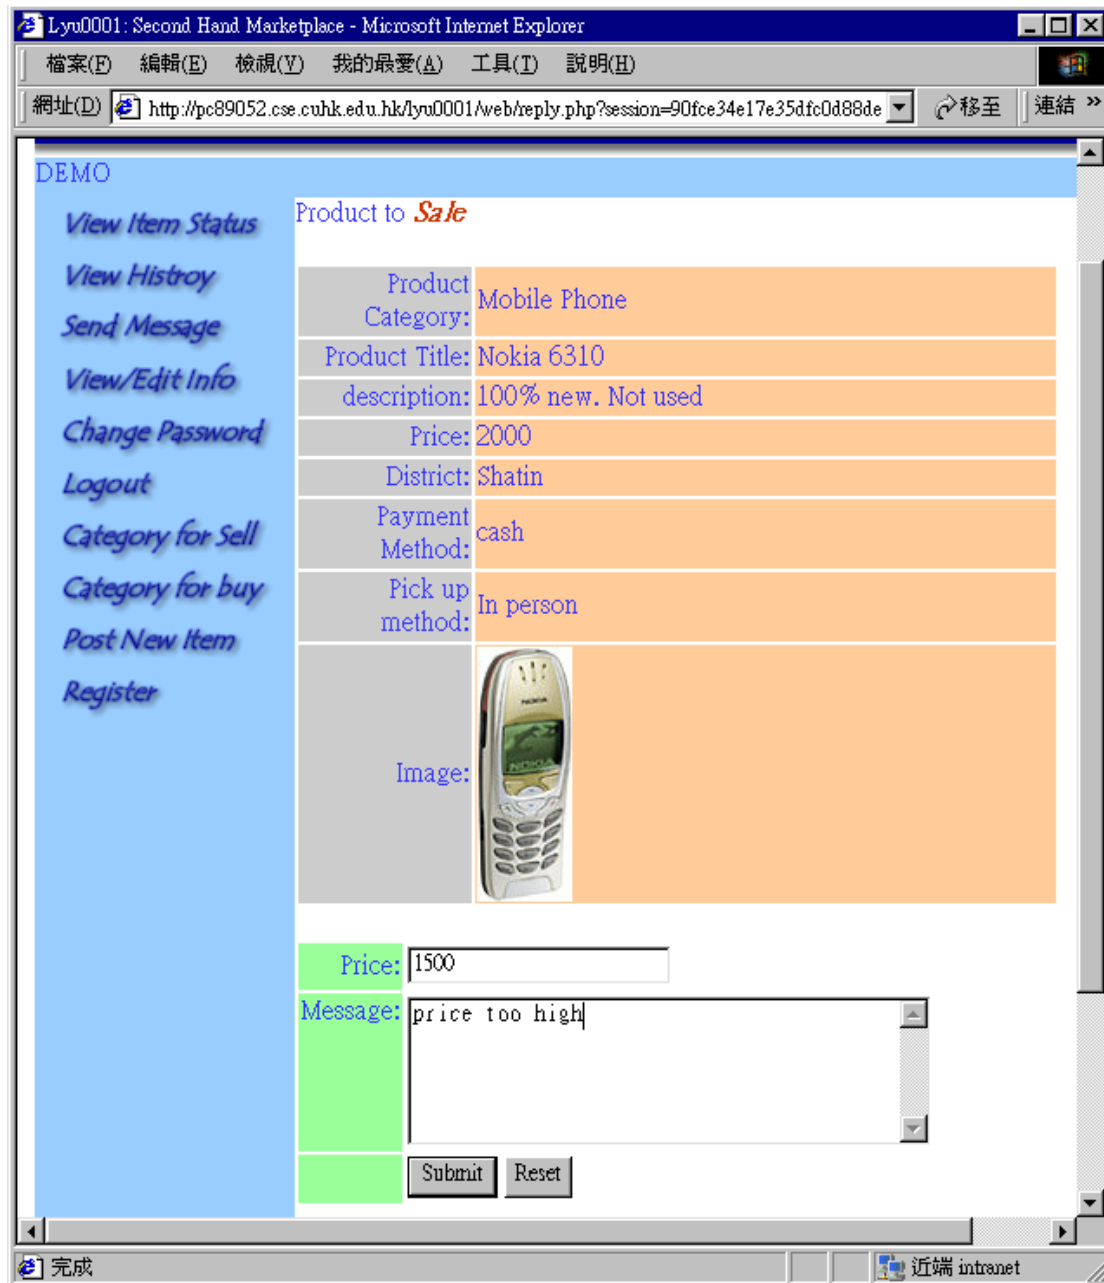 Lyu0001: Second Hand Marketplace - Microsoft Internet Explorer
檔案(F) 編輯(E) 檢視(V) 我的最愛(A) 工具(T) 說明(H)
網址(D) http://pc89052.cse.cuhk.edu.hk/lyu0001/web/reply.php?session=90fce34e17e35dfc0d88de 移至 連結 »
DEMO
View Item Status
View Histroy
Send Message
View/Edit Info
Change Password
Logout
Category for Sell
Category for buy
Post New Item
Register
Product to Sale
Product
Category: Mobile Phone
Product Title: Nokia 6310
description: 100% new. Not used
Price: 2000
District: Shatin
Payment
Method: cash
Pick up
method: In person
Image:
NOKIA
NOKIA
Price: 1500
Message: price too high
Submit Reset
完成 近端 intranet